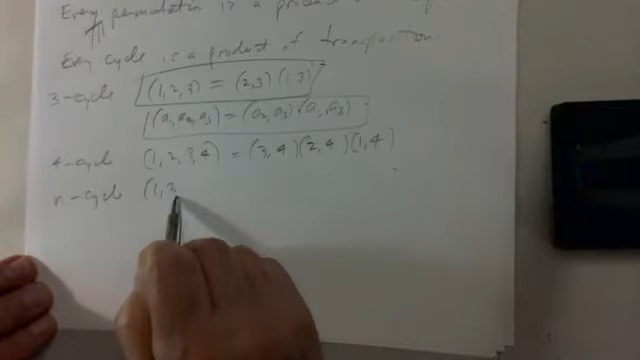 Every permutation is a product of
Every cycle is a product of transposition
3-cycle (1,2,3) = (2,3)(1,3)
(a₁,a₂,a₃) = (a₂,a₃)(a₁,a₃)
4-cycle (1,2,3,4) = (3,4)(2,4)(1,4)
r-cycle (1,2